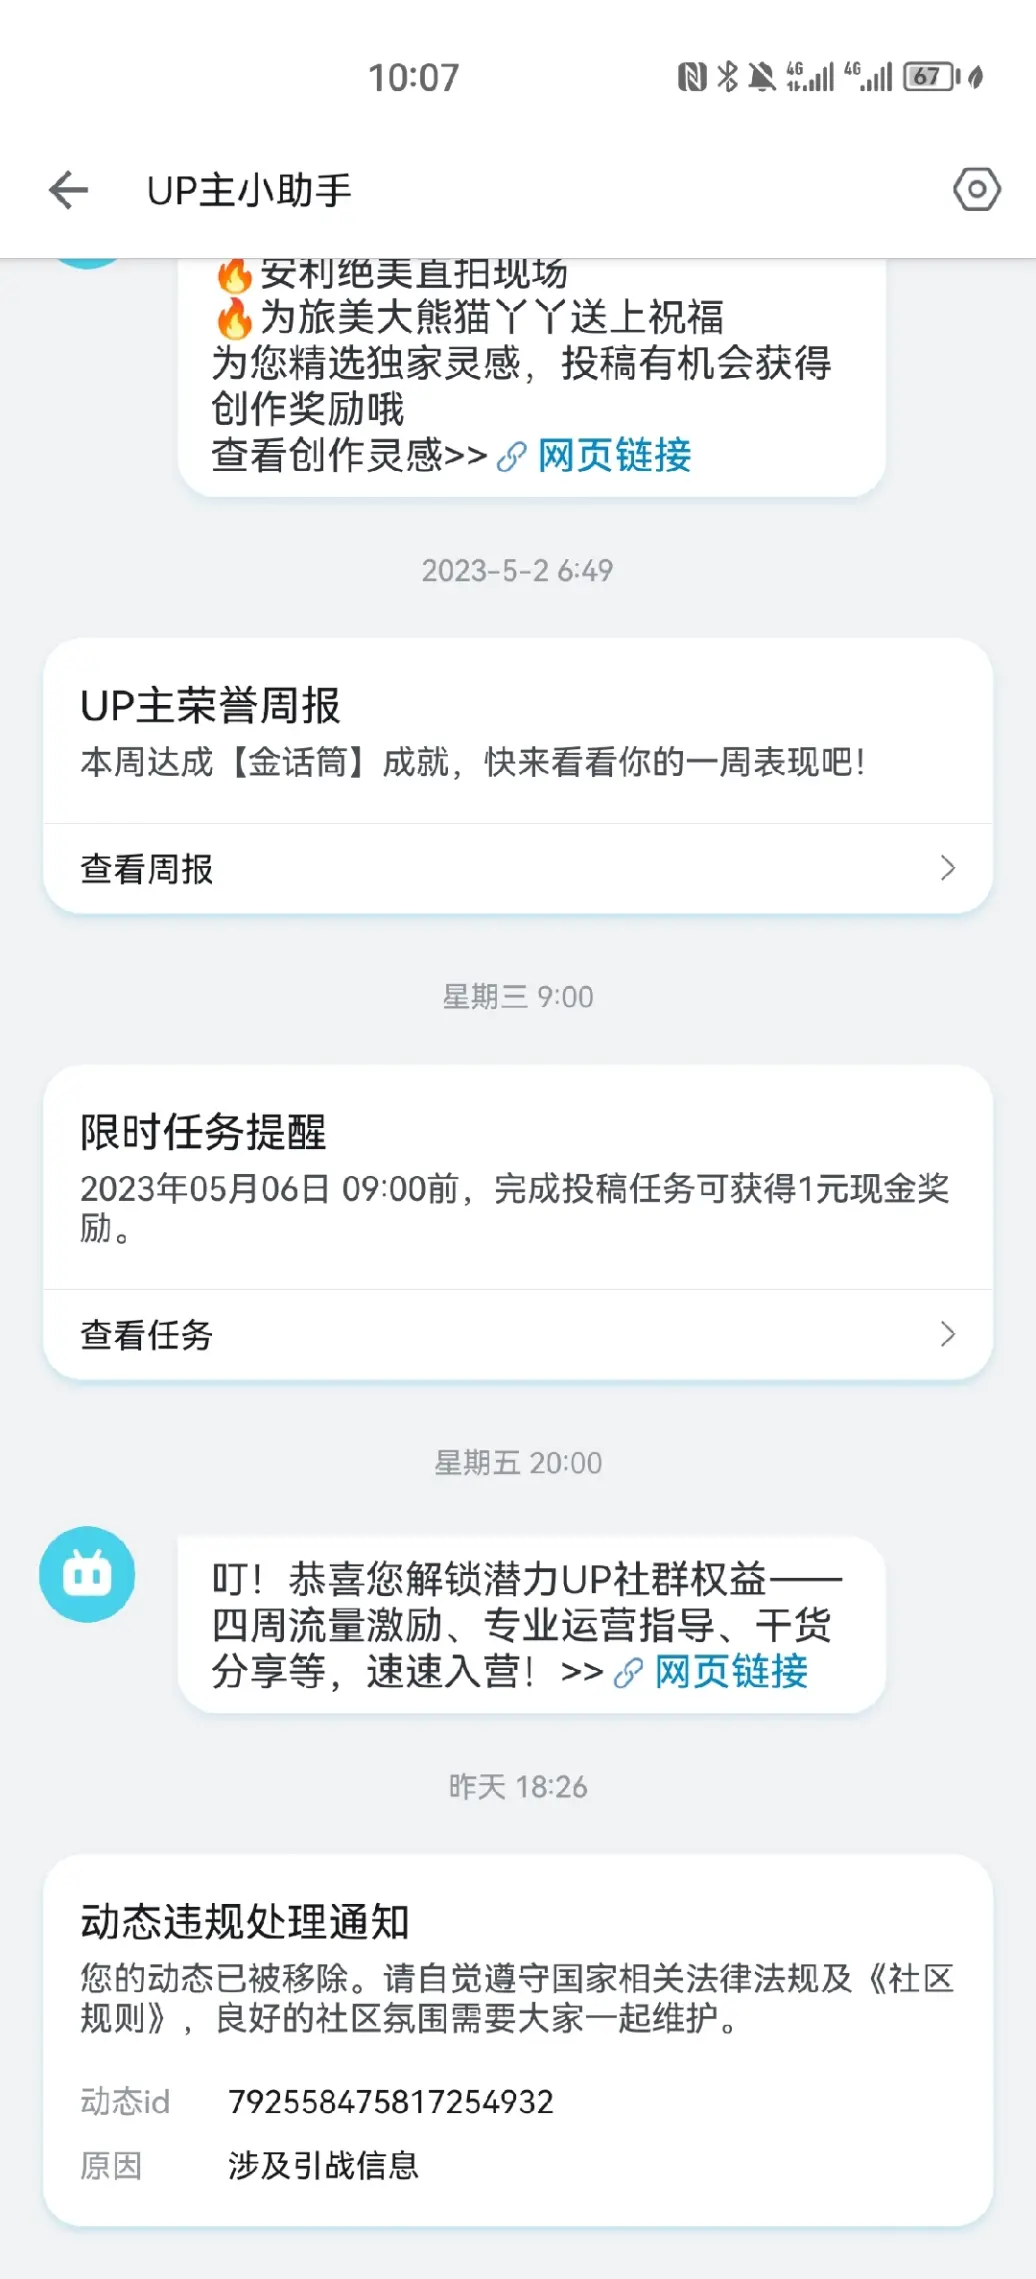 10:07
4G
4G
67
UP主小助手
🔥安利绝美直拍现场
🔥为旅美大熊猫丫丫送上祝福
为您精选独家灵感，投稿有机会获得
创作奖励哦
查看创作灵感>>🔗网页链接
2023-5-2 6:49
UP主荣誉周报
本周达成【金话筒】成就，快来看看你的一周表现吧！
查看周报
星期三 9:00
限时任务提醒
2023年05月06日 09:00前，完成投稿任务可获得1元现金奖
励。
查看任务
星期五 20:00
叮！恭喜您解锁潜力UP社群权益——
四周流量激励、专业运营指导、干货
分享等，速速入营！>>🔗网页链接
昨天 18:26
动态违规处理通知
您的动态已被移除。请自觉遵守国家相关法律法规及《社区
规则》，良好的社区氛围需要大家一起维护。
动态id 792558475817254932
原因 涉及引战信息